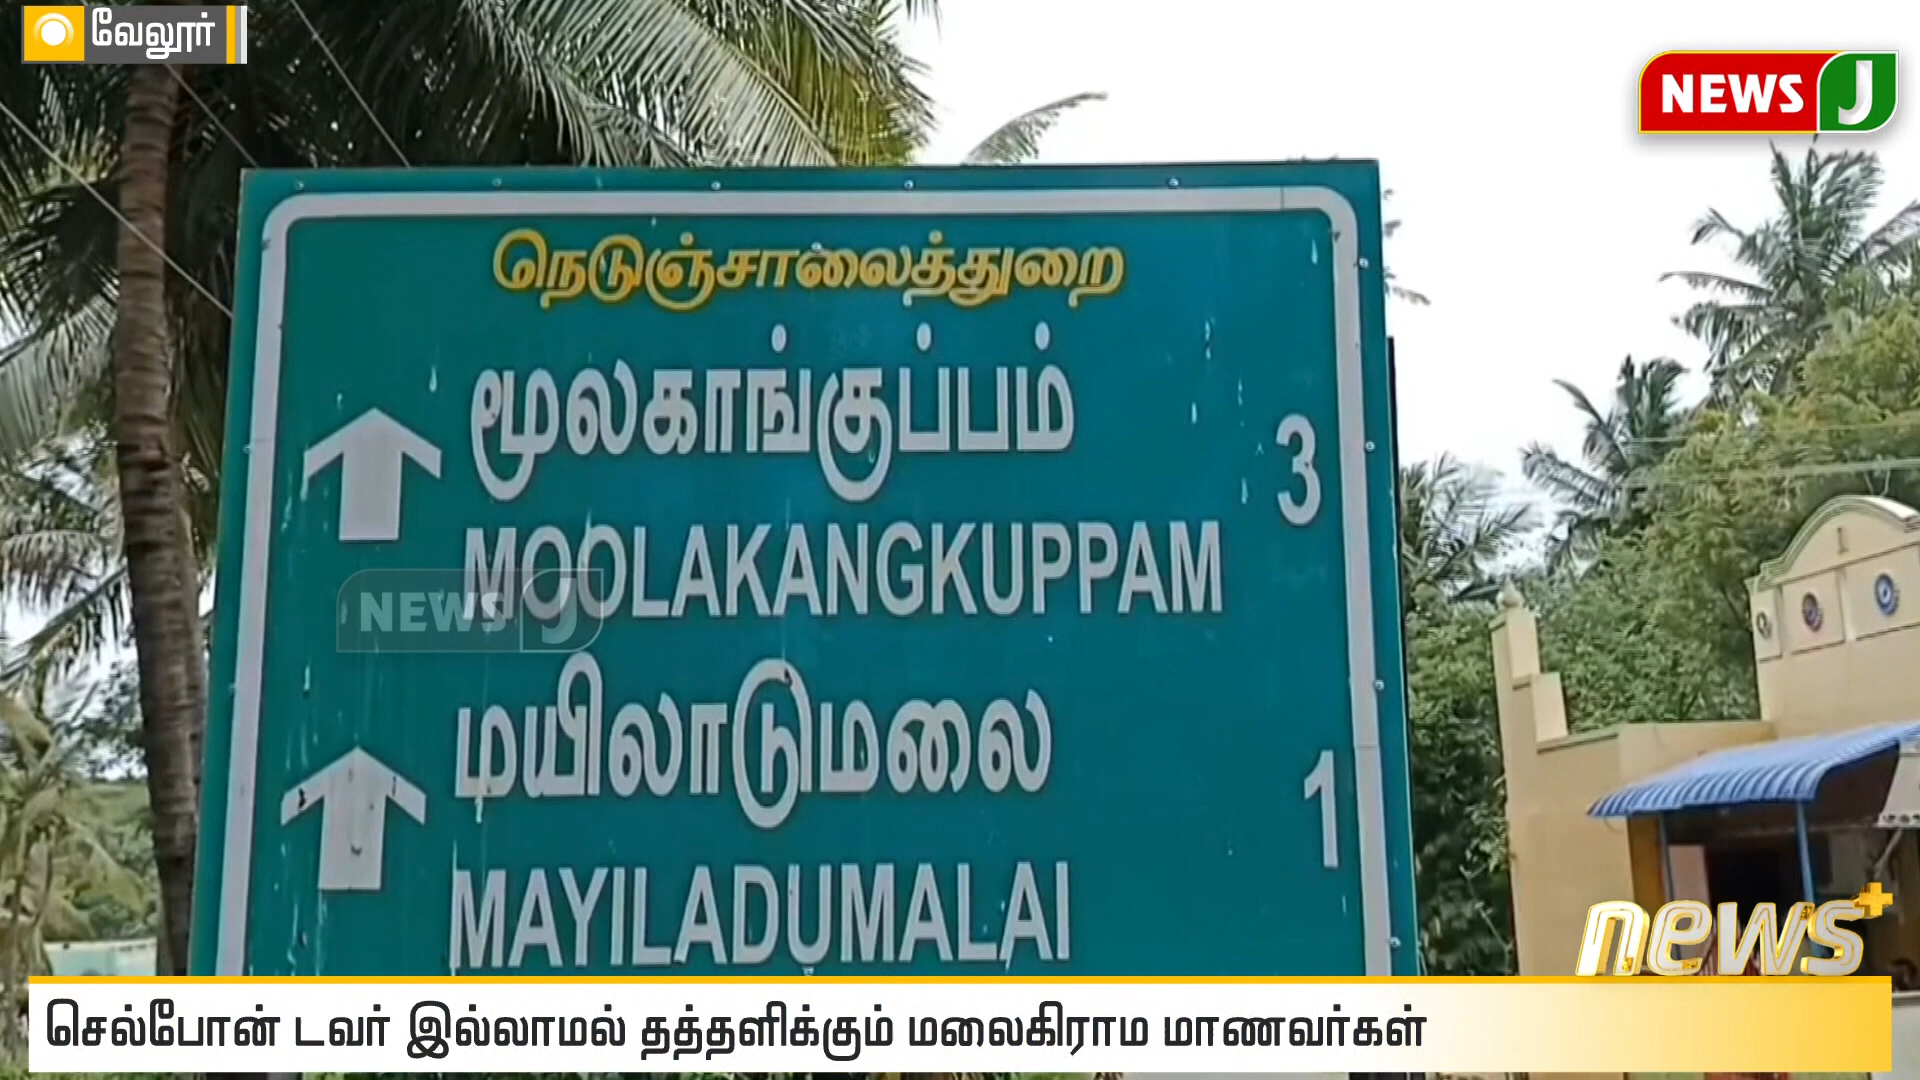 வேலூர்
NEWS J
நெடுஞ்சாலைத்துறை
மூலகாங்குப்பம் 3
MOOLAKANGKUPPAM
NEWS J
மயிலாடுமலை 1
MAYILADUMALAI
news+
செல்போன் டவர் இல்லாமல் தத்தளிக்கும் மலைகிராம மாணவர்கள்